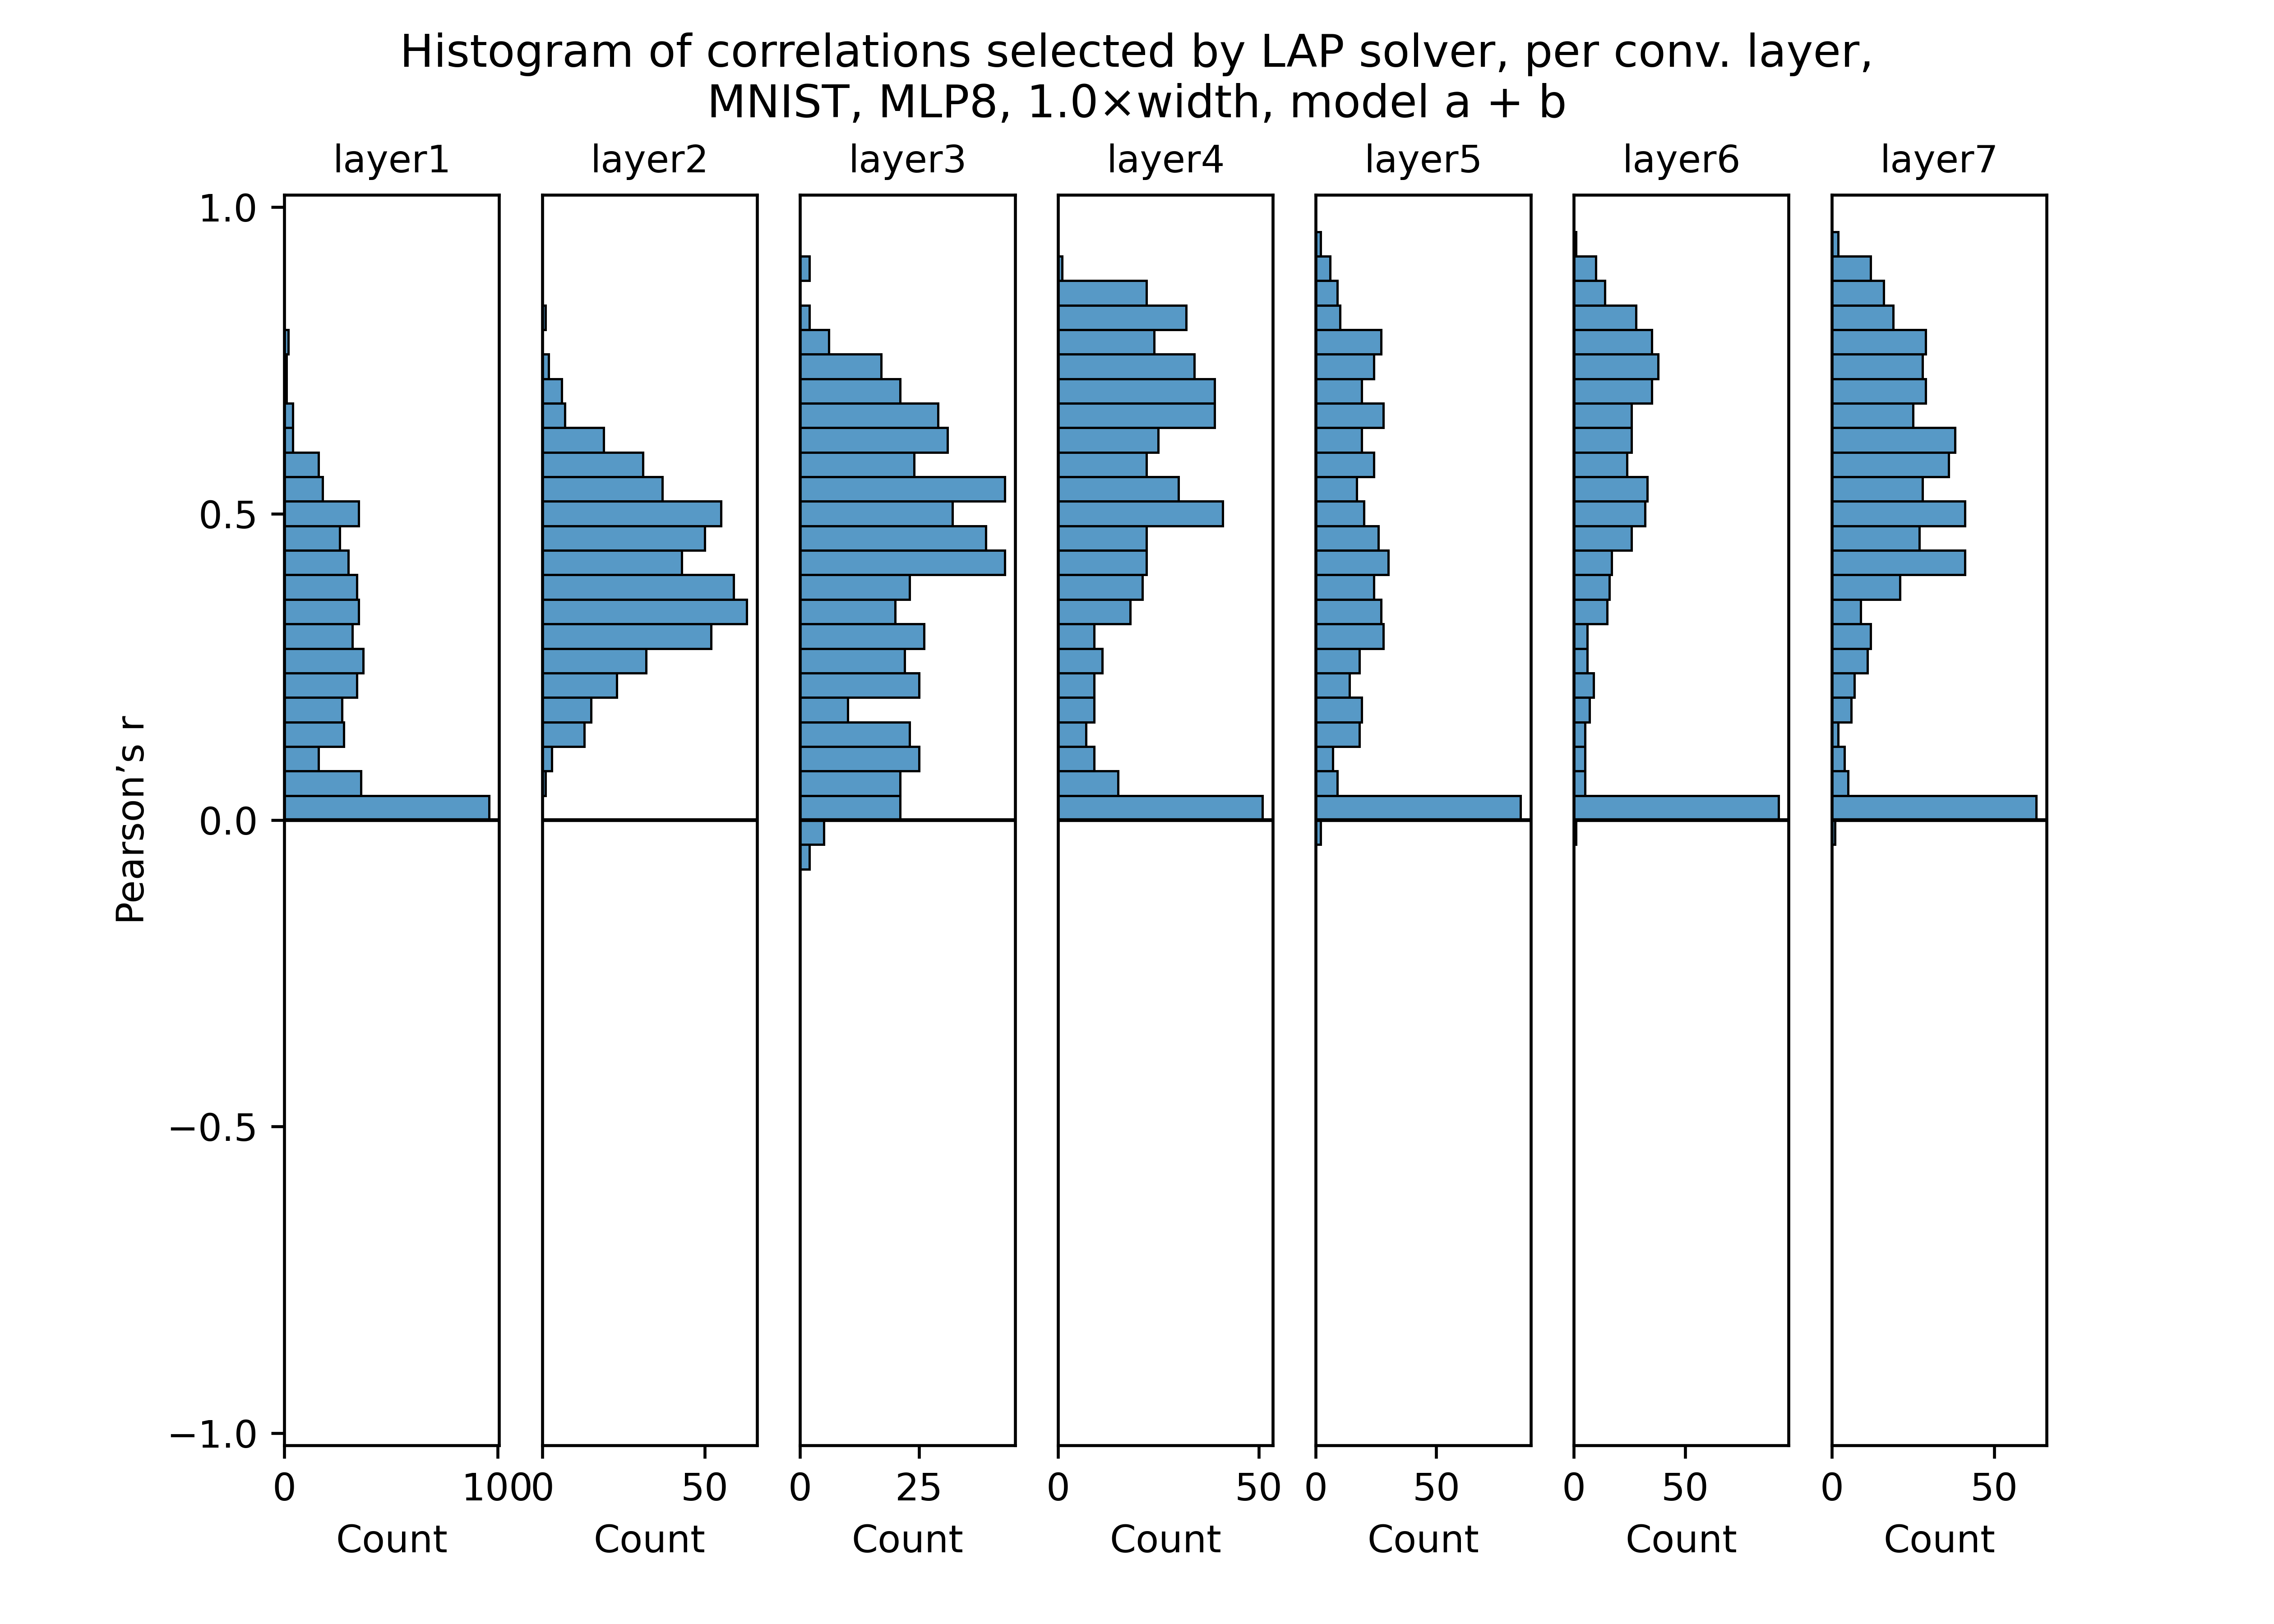 Histogram of correlations selected by LAP solver, per conv. layer,
MNIST, MLP8, 1.0×width, model a + b
layer1 layer2 layer3 layer4 layer5 layer6 layer7
Pearson’s r
1.0
0.5
0.0
−0.5
−1.0
0 100 0 50 0 25 0 50 0 50 0 50 0 50
Count Count Count Count Count Count Count